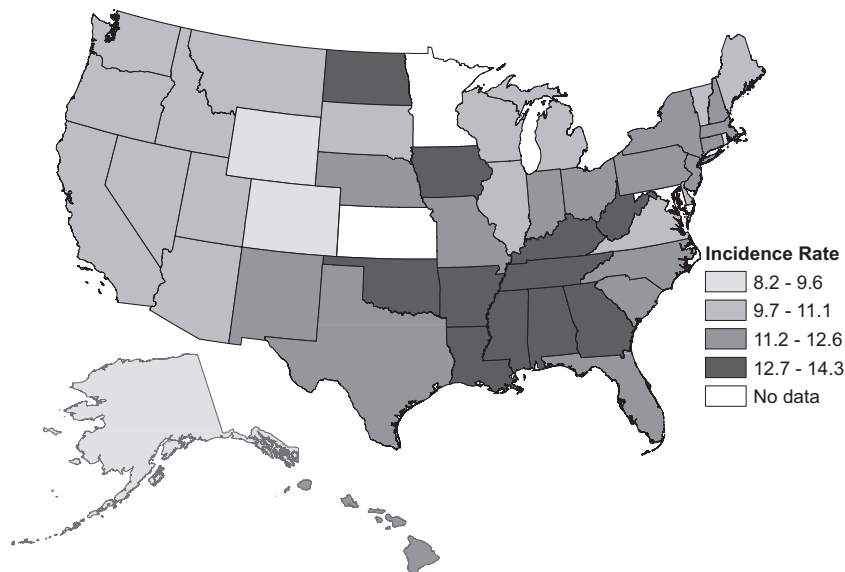 Incidence Rate
8.2 - 9.6
9.7 - 11.1
11.2 - 12.6
12.7 - 14.3
No data